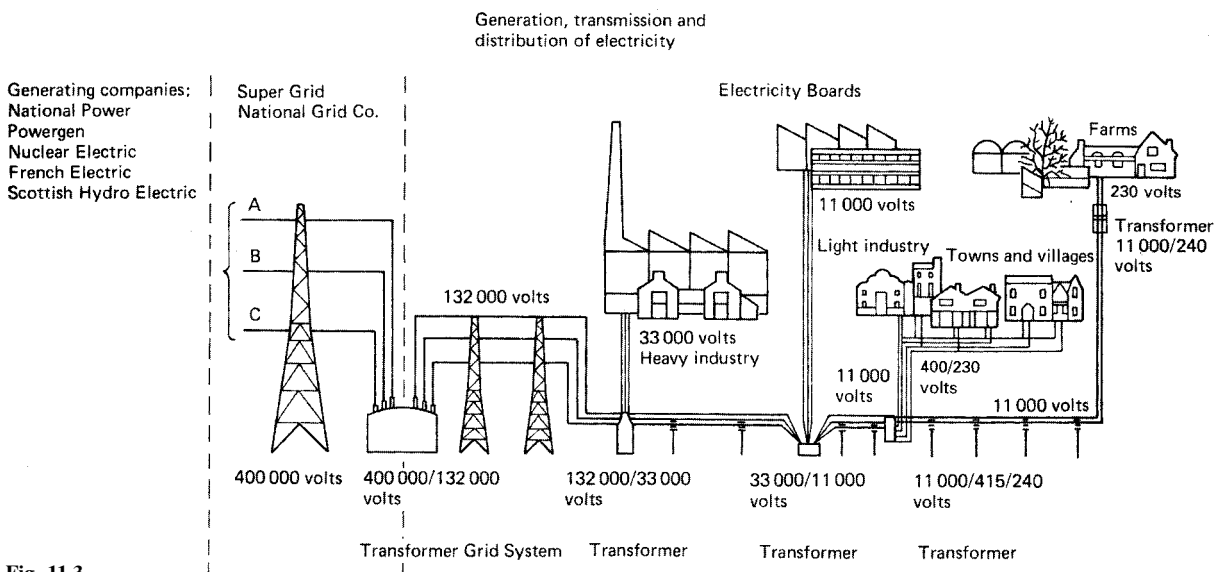 Generation, transmission and
distribution of electricity
Generating companies:
National Power
Powergen
Nuclear Electric
French Electric
Scottish Hydro Electric
Super Grid
National Grid Co.
Electricity Boards
A
B
C
132 000 volts
33 000 volts
Heavy industry
11 000 volts
Light industry
Towns and villages
Farms
230 volts
Transformer
11 000/240
volts
11 000
volts
400/230
volts
11 000 volts
400 000 volts
400 000/132 000
volts
132 000/33 000
volts
33 000/11 000
volts
11 000/415/240
volts
Transformer Grid System
Transformer
Transformer
Transformer
Fig. 11.3